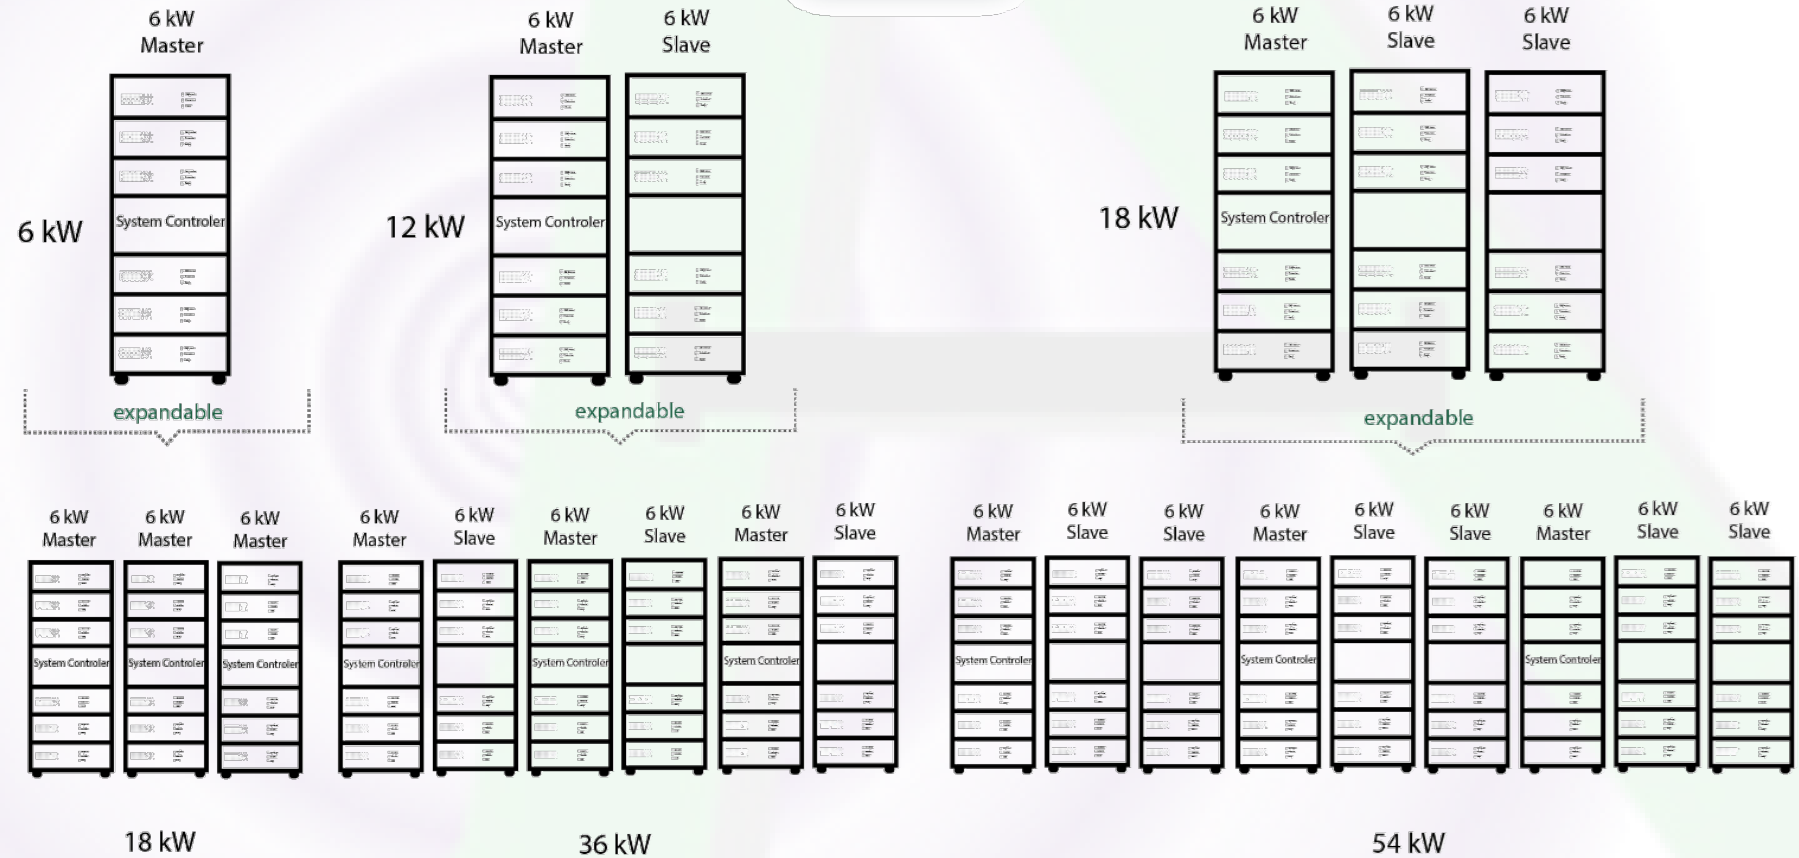 6 kW
Master
6 kW
Master
6 kW
Slave
6 kW
Master
6 kW
Slave
6 kW
Slave
6 kW
System Controler
12 kW
System Controler
18 kW
System Controler
expandable
expandable
expandable
6 kW
Master
6 kW
Master
6 kW
Master
6 kW
Master
6 kW
Slave
6 kW
Master
6 kW
Slave
6 kW
Master
6 kW
Slave
6 kW
Master
6 kW
Slave
6 kW
Slave
6 kW
Master
6 kW
Slave
6 kW
Slave
6 kW
Master
6 kW
Slave
6 kW
Slave
System Controler
System Controler
System Controler
System Controler
System Controler
System Controler
System Controler
System Controler
System Controler
18 kW
36 kW
54 kW